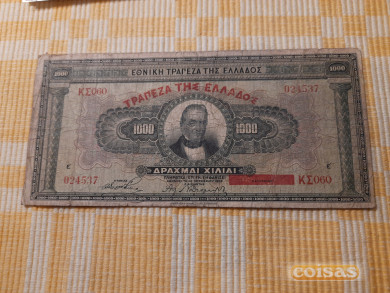 ΕΘΝΙΚΗ ΤΡΑΠΕΖΑ ΤΗΣ ΕΛΛΑΔΟΣ
1000 1000
ΚΣ060 024537
ΤΡΑΠΕΖΑ ΤΗΣ ΕΛΛΑΔΟΣ
1000 1000
ΔΡΑΧΜΑΙ ΧΙΛΙΑΙ
024537 ΚΣ060
coisas